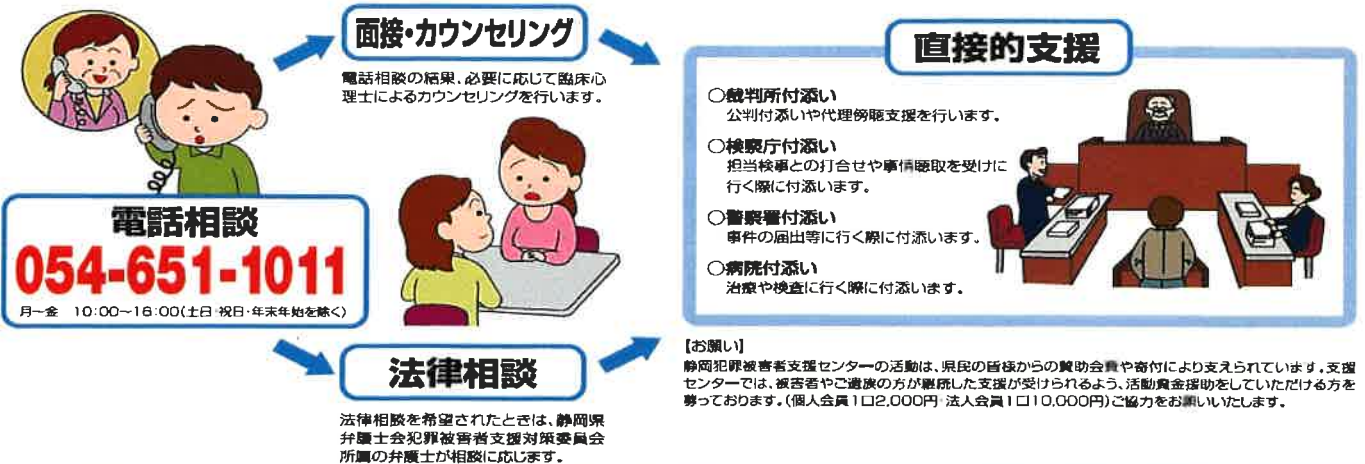 面接・カウンセリング
電話相談の結果、必要に応じて臨床心
理士によるカウンセリングを行います。
電話相談
054-651-1011
月～金 10:00～16:00(土日・祝日・年末年始を除く)
法律相談
法律相談を希望されたときは、静岡県
弁護士会犯罪被害者支援対策委員会
所属の弁護士が相談に応じます。
直接的支援
○裁判所付添い
公判付添いや代理傍聴支援を行います。
○検察庁付添い
担当検事との打合せや事情聴取を受けに
行く際に付添います。
○警察署付添い
事件の届出等に行く際に付添います。
○病院付添い
治療や検査に行く際に付添います。
【お願い】
静岡犯罪被害者支援センターの活動は、県民の皆様からの賛助会費や寄付により支えられています。支援
センターでは、被害者やご遺族の方が継続した支援が受けられるよう、活動資金援助をしていただける方を
募っております。(個人会員1口2,000円・法人会員1口10,000円)ご協力をお願いいたします。